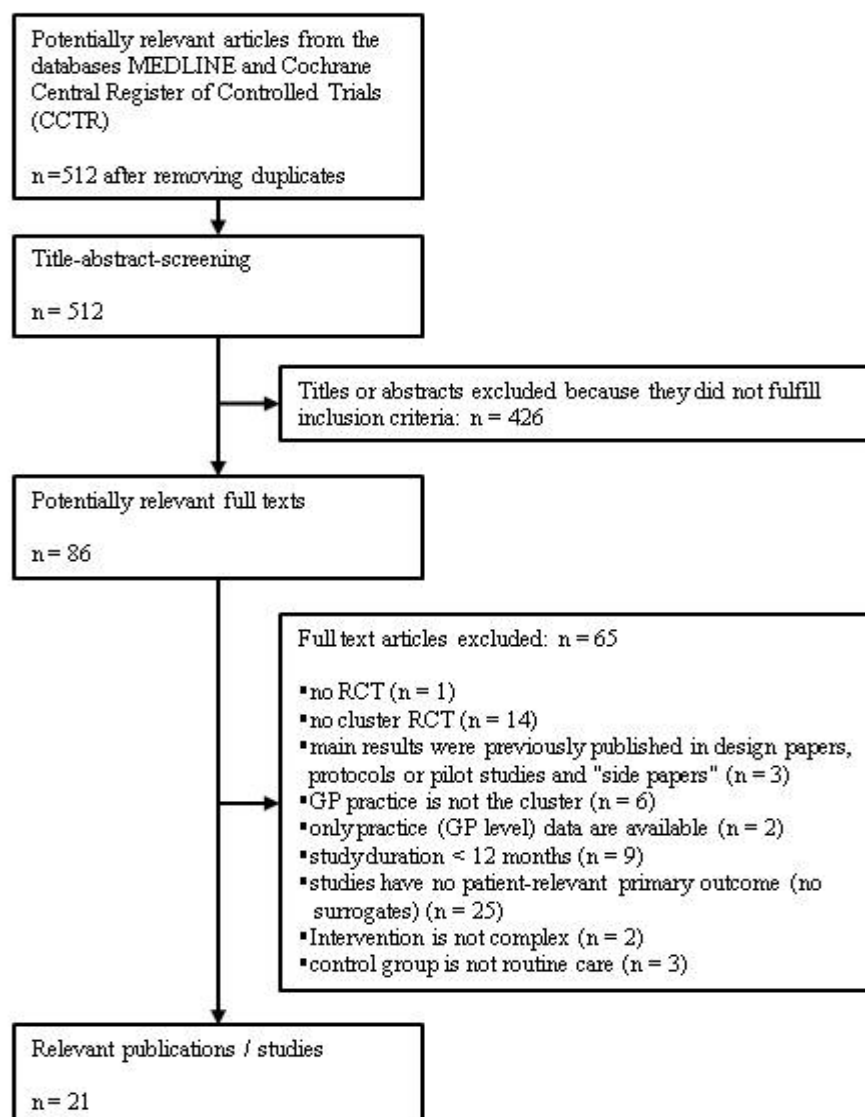 Potentially relevant articles from the
databases MEDLINE and Cochrane
Central Register of Controlled Trials
(CCTR)
n =512 after removing duplicates
Title-abstract-screening
n = 512
Titles or abstracts excluded because they did not fulfill
inclusion criteria: n = 426
Potentially relevant full texts
n = 86
Full text articles excluded: n = 65
▪no RCT (n = 1)
▪no cluster RCT (n = 14)
▪main results were previously published in design papers,
protocols or pilot studies and "side papers" (n = 3)
▪GP practice is not the cluster (n = 6)
▪only practice (GP level) data are available (n = 2)
▪study duration < 12 months (n = 9)
▪studies have no patient-relevant primary outcome (no
surrogates) (n = 25)
▪Intervention is not complex (n = 2)
▪control group is not routine care (n = 3)
Relevant publications / studies
n = 21